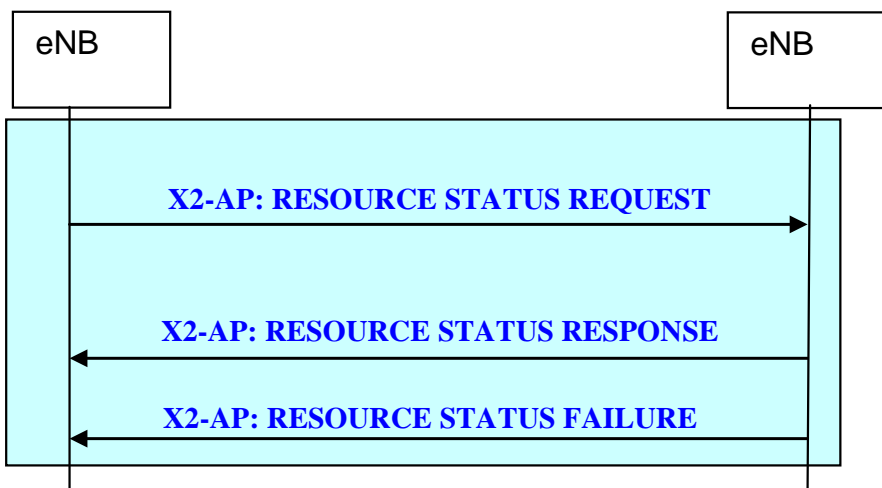 eNB
eNB
X2-AP: RESOURCE STATUS REQUEST
X2-AP: RESOURCE STATUS RESPONSE
X2-AP: RESOURCE STATUS FAILURE